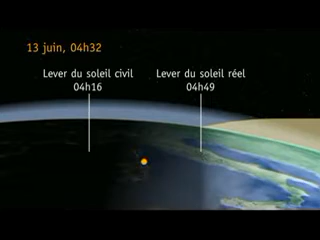 13 juin, 04h32
Lever du soleil civil
04h16
Lever du soleil réel
04h49